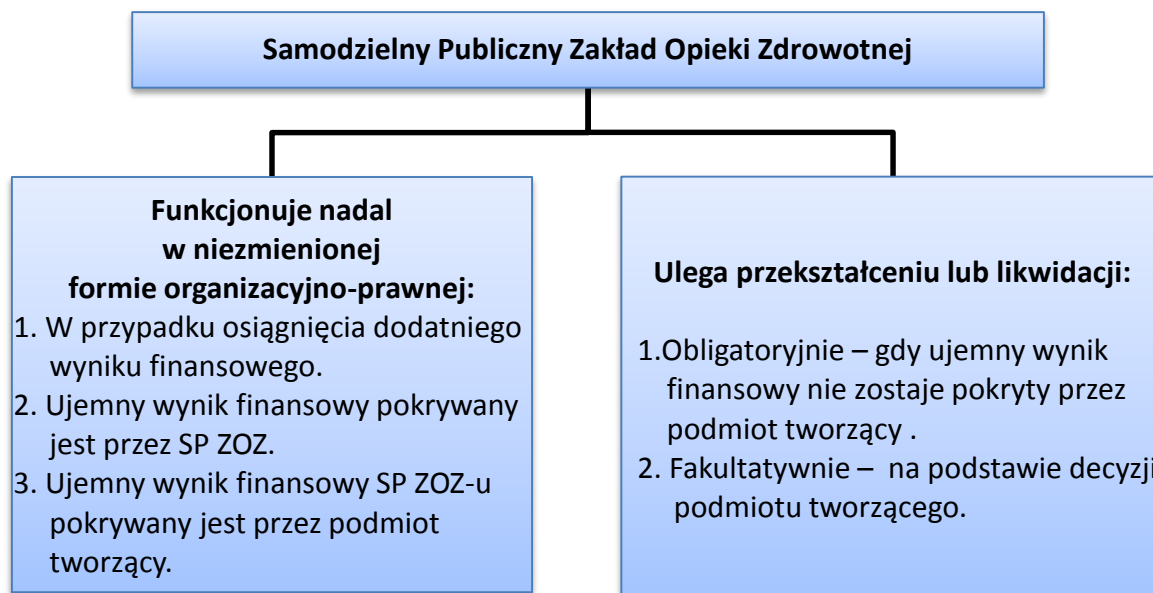 Samodzielny Publiczny Zakład Opieki Zdrowotnej
Funkcjonuje nadal
w niezmienionej
formie organizacyjno-prawnej:
1. W przypadku osiągnięcia dodatniego
wyniku finansowego.
2. Ujemny wynik finansowy pokrywany
jest przez SP ZOZ.
3. Ujemny wynik finansowy SP ZOZ-u
pokrywany jest przez podmiot
tworzący.
Ulega przekształceniu lub likwidacji:
1.Obligatoryjnie – gdy ujemny wynik
finansowy nie zostaje pokryty przez
podmiot tworzący .
2. Fakultatywnie – na podstawie decyzji
podmiotu tworzącego.